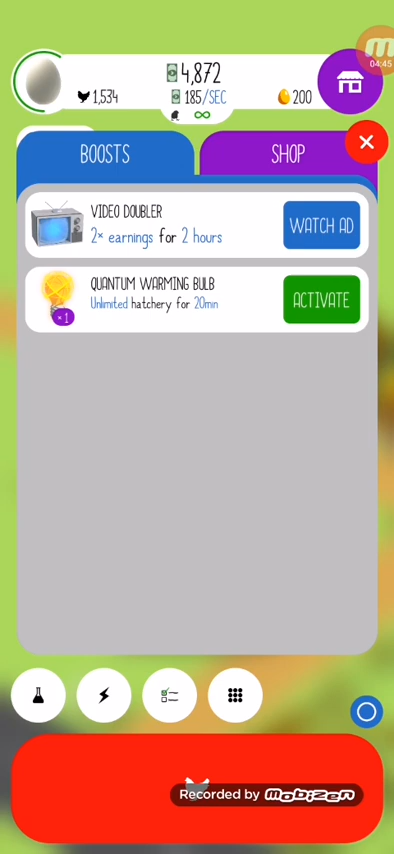 4,872
04:45
1,534
185/SEC
200
BOOSTS
SHOP
VIDEO DOUBLER
2× earnings for 2 hours
WATCH AD
QUANTUM WARMING BULB
Unlimited hatchery for 20min
×1
ACTIVATE
Recorded by mobizen